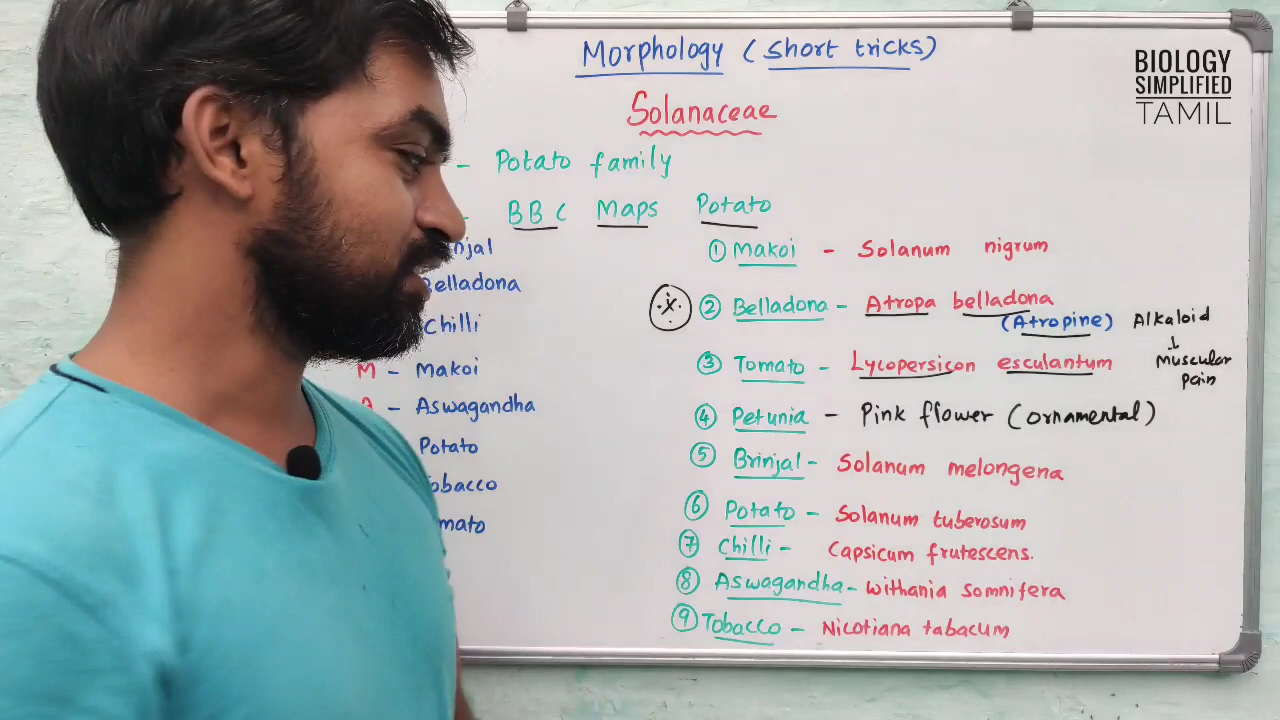 Morphology (short tricks)
BIOLOGY
SIMPLIFIED
TAMIL
Solanaceae
- Potato family
- BBC Maps Potato
Belladona
Chilli
M - Makoi
- Aswagandha
Potato
① Makoi - Solanum nigrum
② Belladona - Atropa belladona
(Atropine) Alkaloid
↓
Muscular
pain
③ Tomato - Lycopersicon esculantum
④ Petunia - Pink flower (ornamental)
⑤ Brinjal - Solanum melongena
⑥ Potato - Solanum tuberosum
⑦ Chilli - Capsicum frutescens.
⑧ Aswagandha - Withania somnifera
⑨ Tobacco - Nicotiana tabacum